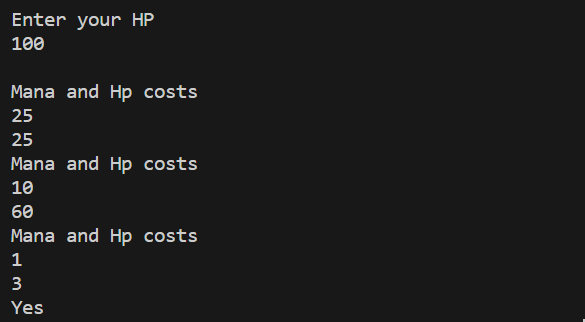 Enter your HP
100
Mana and Hp costs
25
25
Mana and Hp costs
10
60
Mana and Hp costs
1
3
Yes